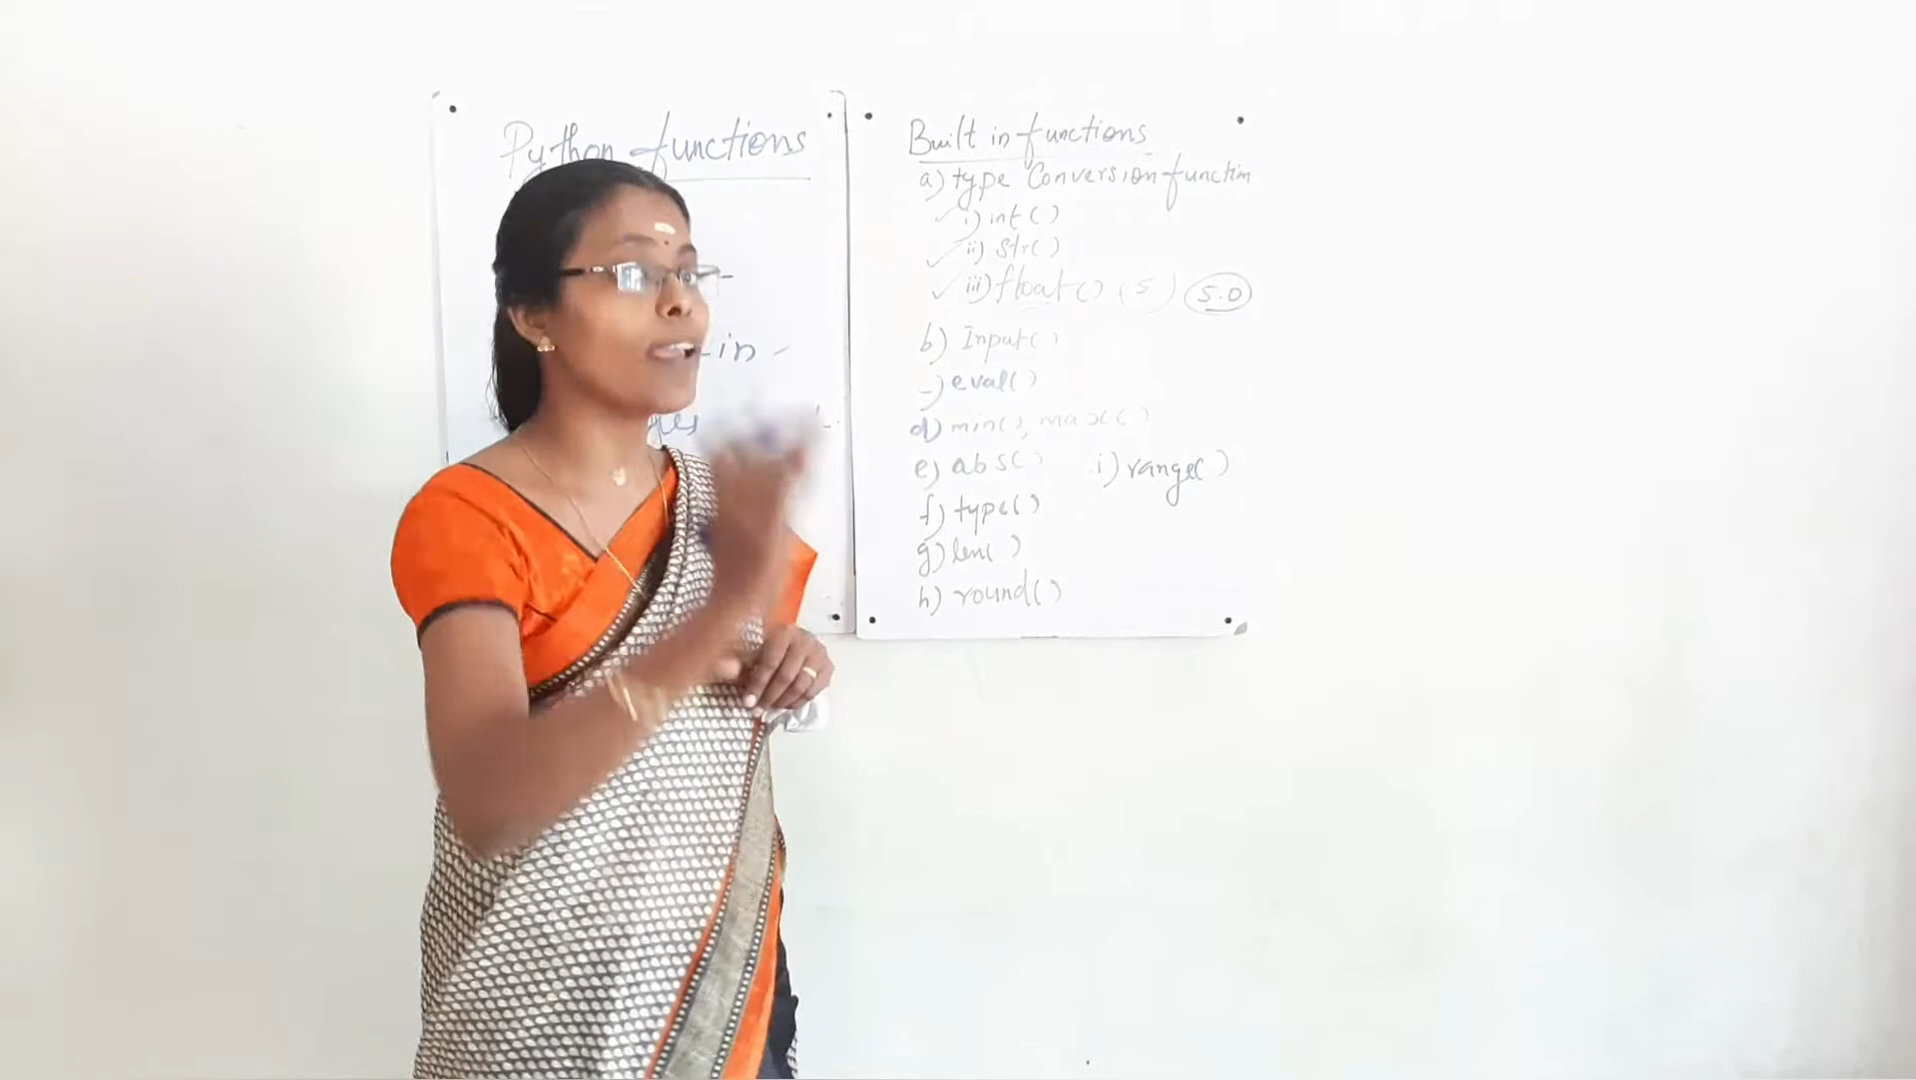 Python functions
-in
Built in functions
a) type Conversion function
i) int()
ii) str()
iii) float() (5) 5.0
b) Input()
-) eval()
d) min(), max()
e) abs() i) range()
f) type()
g) len()
h) round()